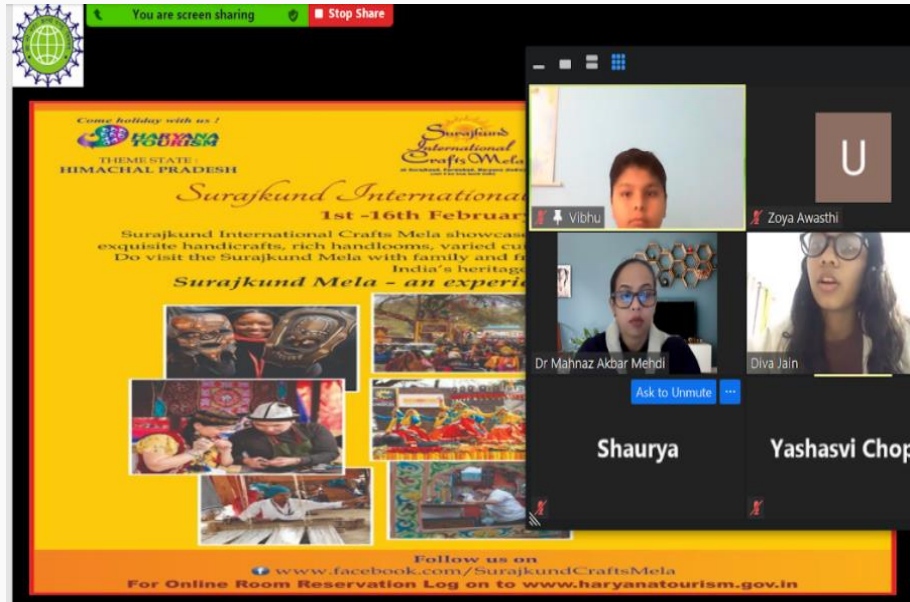 You are screen sharing
Stop Share
Come holiday with us !
HARYANA
TOURISM
THEME STATE :
HIMACHAL PRADESH
Surajkund
International
Crafts Mela
Surajkund International
1st -16th February
Surajkund International Crafts Mela showcas
exquisite handicrafts, rich handlooms, varied cui
Do visit the Surajkund Mela with family and f
India's heritage
Surajkund Mela - an experi
Follow us on
www.facebook.com/SurajkundCraftsMela
For Online Room Reservation Log on to www.haryanatourism.gov.in
Vibhu
U
Zoya Awasthi
Dr Mahnaz Akbar Mehdi
Diva Jain
Ask to Unmute
Shaurya
Yashasvi Chop